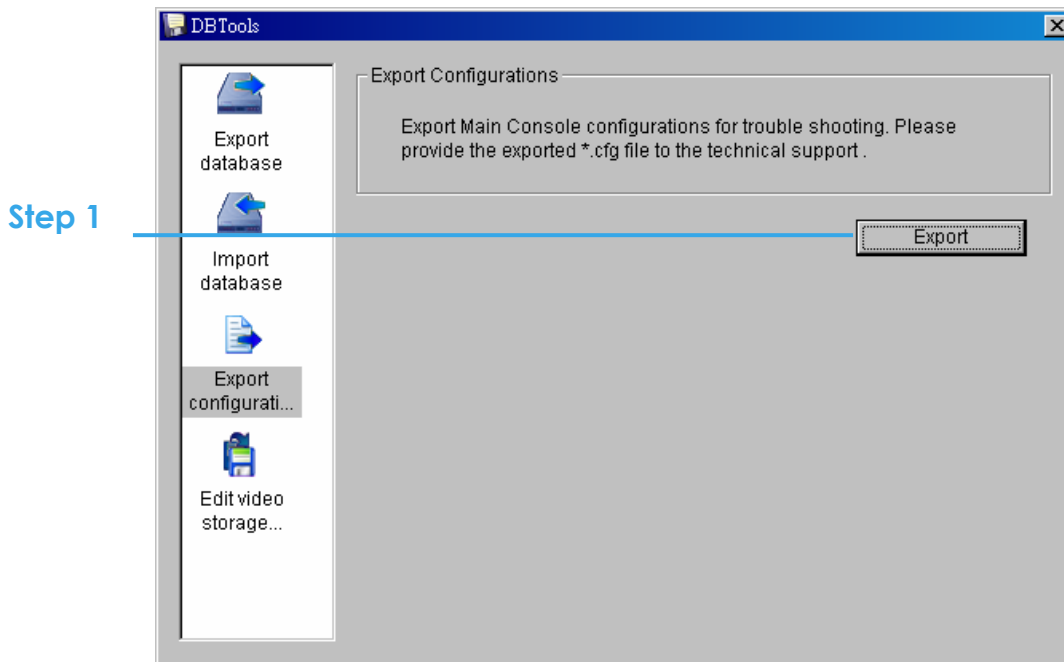 DBTools
Export
database
Import
database
Export
configurati...
Edit video
storage...
Export Configurations
Export Main Console configurations for trouble shooting. Please
provide the exported *.cfg file to the technical support .
Export
Step 1